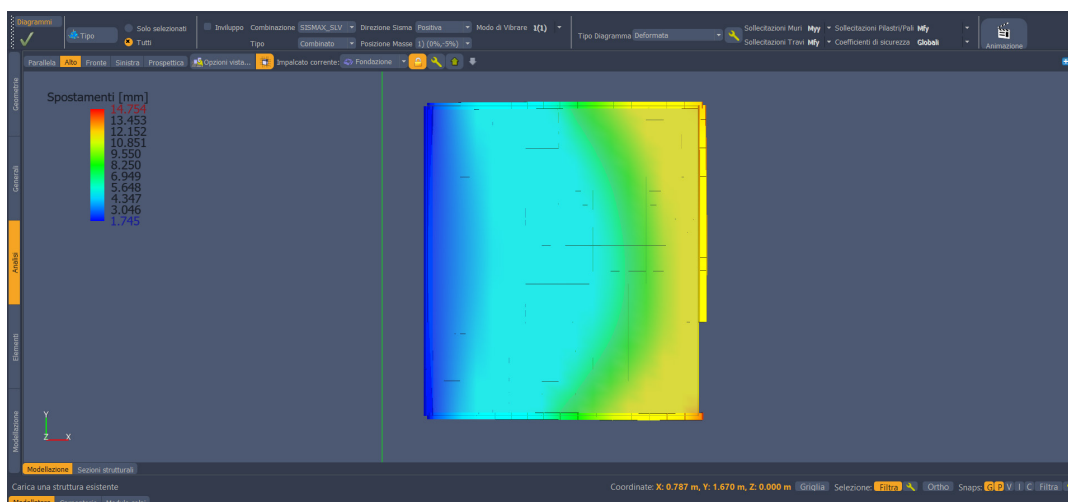 Diagrammi
Tipo
Solo selezionati
Tutti
Inviluppo Combinazione SISMAX_SLV Direzione Sisma Positiva Modo di Vibrare 1(1)
Tipo Combinato Posizione Masse 1) (0%,-5%)
Tipo Diagramma Deformata
Sollecitazioni Muri Myy Sollecitazioni Pilastri/Pali Mfy
Sollecitazioni Travi Mfy Coefficienti di sicurezza Globali
Animazione
Parallela Alto Fronte Sinistra Prospettica Opzioni vista... Impalcato corrente: Fondazione
Geometrie
Generali
Analisi
Elementi
Modellazione
Spostamenti [mm]
14.754
13.453
12.152
10.851
9.550
8.250
6.949
5.648
4.347
3.046
1.745
Y
Z X
Modellazione Sezioni strutturali
Carica una struttura esistente
Coordinate: X: 0.787 m, Y: 1.670 m, Z: 0.000 m Griglia Selezione: Filtra Ortho Snaps: G P V I C Filtra